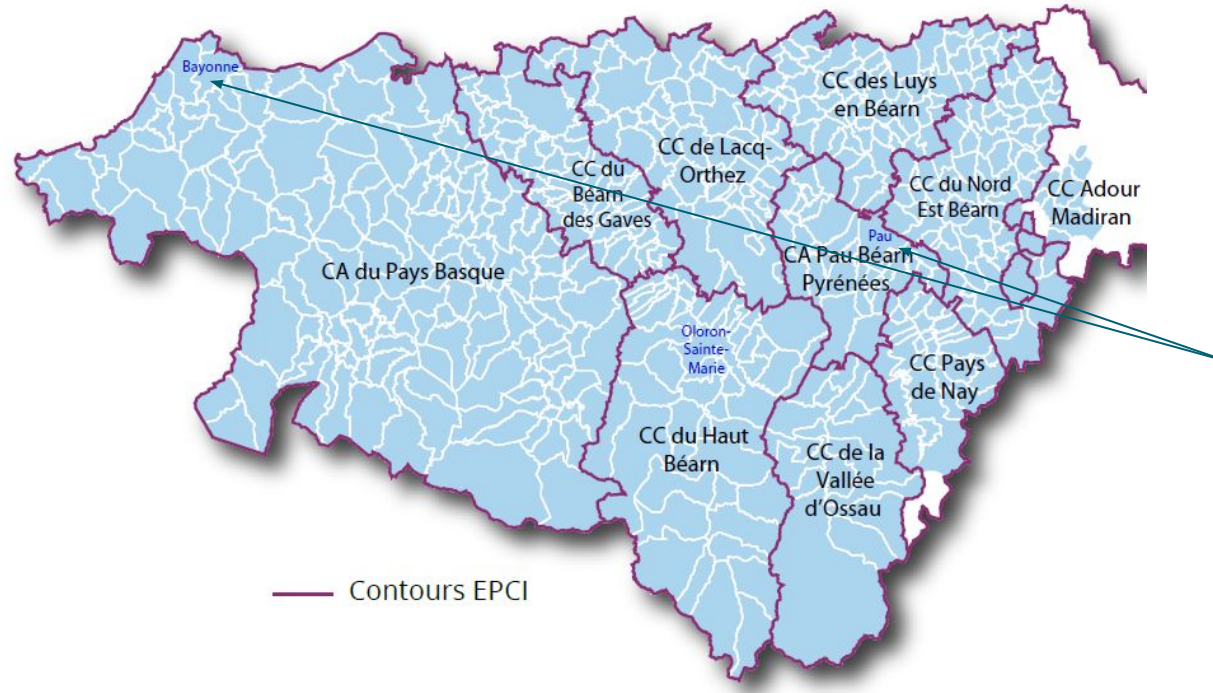 Bayonne
CC des Luys
en Béarn
CC de Lacq-
Orthez
CC du
Béarn
des Gaves
CC du Nord
Est Béarn
CC Adour
Madiran
Pau
CA Pau Béarn
Pyrénées
CA du Pays Basque
Oloron-
Sainte-
Marie
CC Pays
de Nay
CC du Haut
Béarn
CC de la
Vallée
d'Ossau
Contours EPCI